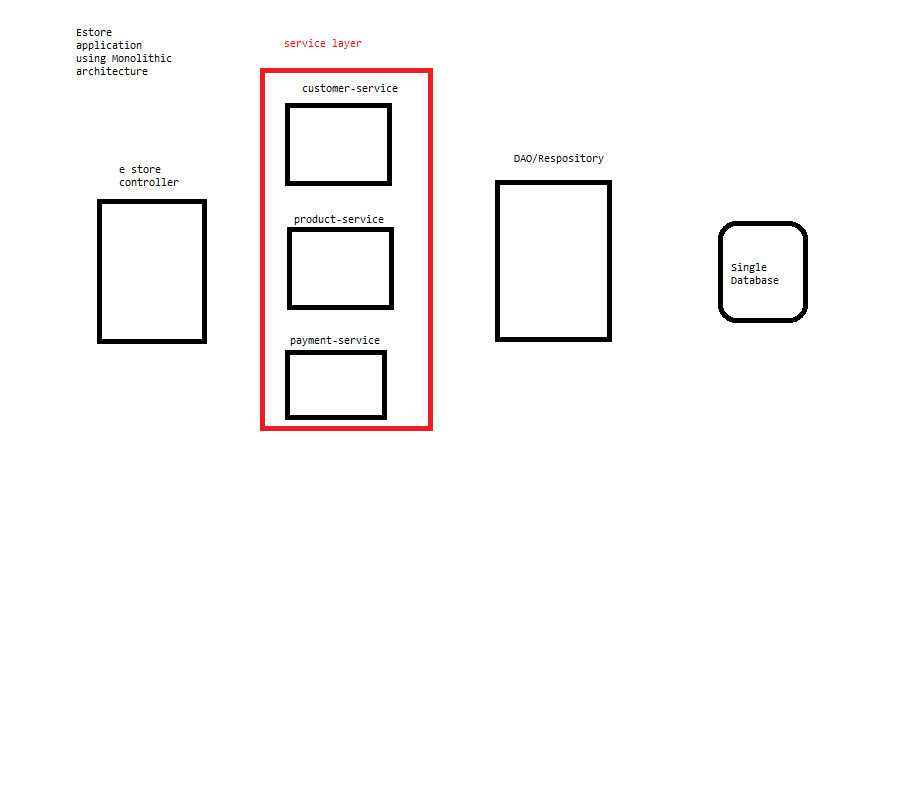 Estore
application
using Monolithic
architecture
service layer
customer-service
e store
controller
product-service
payment-service
DAO/Respository
Single
Database